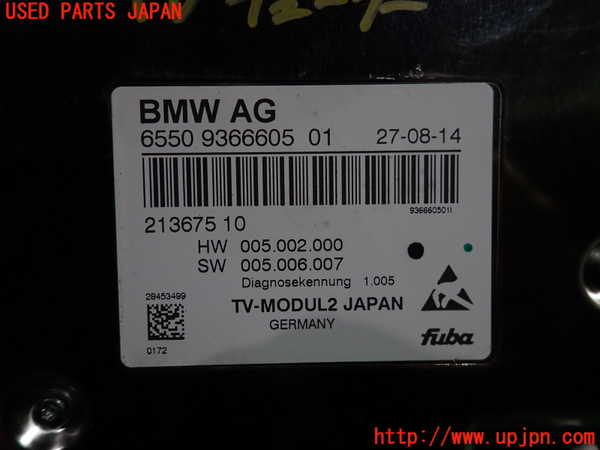 USED PARTS JAPAN
BMW AG
6550 9366605 01 27-08-14
9366605011
213675 10
HW 005.002.000
SW 005.006.007
Diagnosekennung 1.005
28453499
TV-MODUL2 JAPAN
GERMANY
0172
fuba
http://www.upjpn.com/